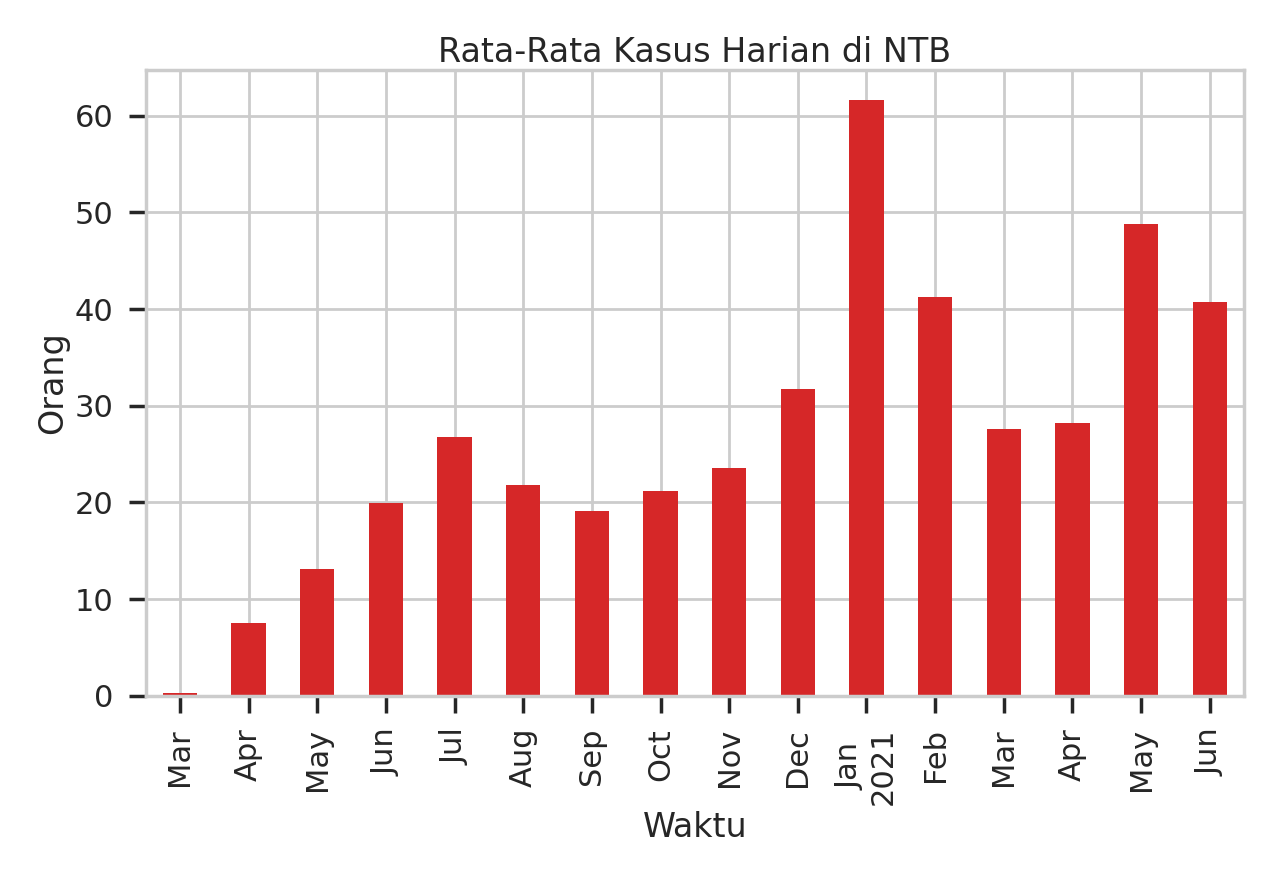 Rata-Rata Kasus Harian di NTB
60
50
40
30
20
10
0
Orang
Mar
Apr
May
Jun
Jul
Aug
Sep
Oct
Nov
Dec
Jan
2021
Feb
Mar
Apr
May
Jun
Waktu